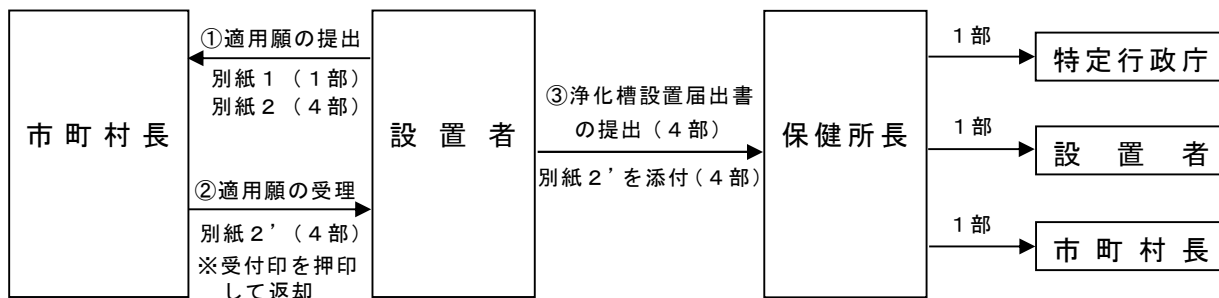 市町村長
①適用願の提出
別紙1(1部)
別紙2(4部)
②適用願の受理
別紙2’(4部)
※受付印を押印
して返却
設置者
③浄化槽設置届出書
の提出(4部)
別紙2’を添付(4部)
保健所長
1部
特定行政庁
1部
設置者
1部
市町村長